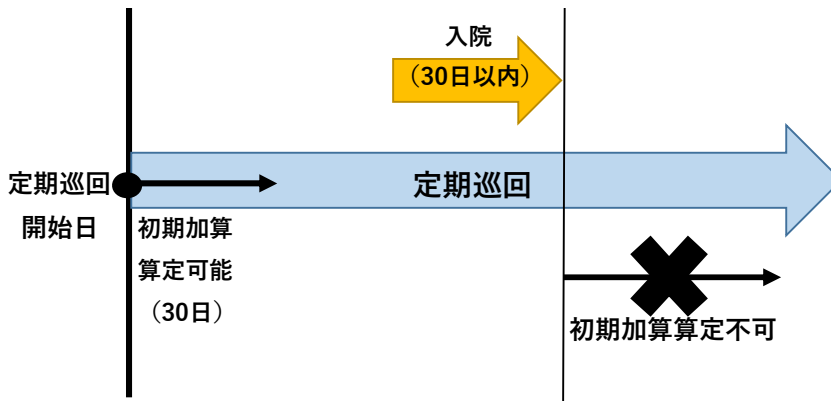 入院
（30日以内）
定期巡回
開始日
定期巡回
初期加算
算定可能
（30日）
初期加算算定不可